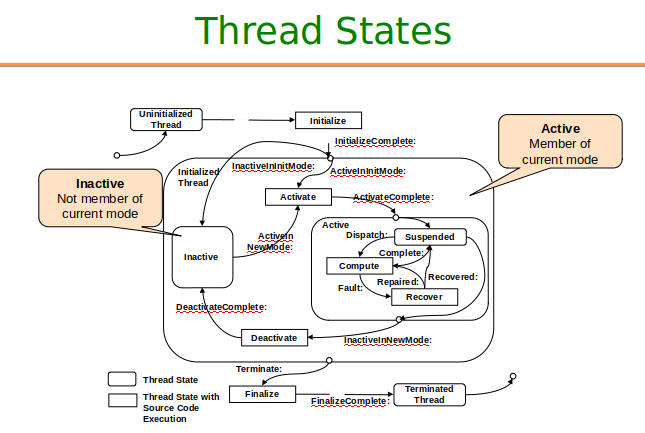 Thread States
Uninitialized
Thread
Initialize
InitializeComplete:
Active
Member of
current mode
Initialized
Thread
InactiveInInitMode:
ActiveInInitMode:
Inactive
Not member of
current mode
Activate
ActivateComplete:
Active
Dispatch:
Suspended
Complete:
Inactive
ActiveIn
NewMode:
Compute
Repaired:
Recovered:
Fault:
Recover
DeactivateComplete:
Deactivate
InactiveInNewMode:
Terminate:
Thread State
Finalize
Terminated
Thread
FinalizeComplete:
Thread State with
Source Code
Execution